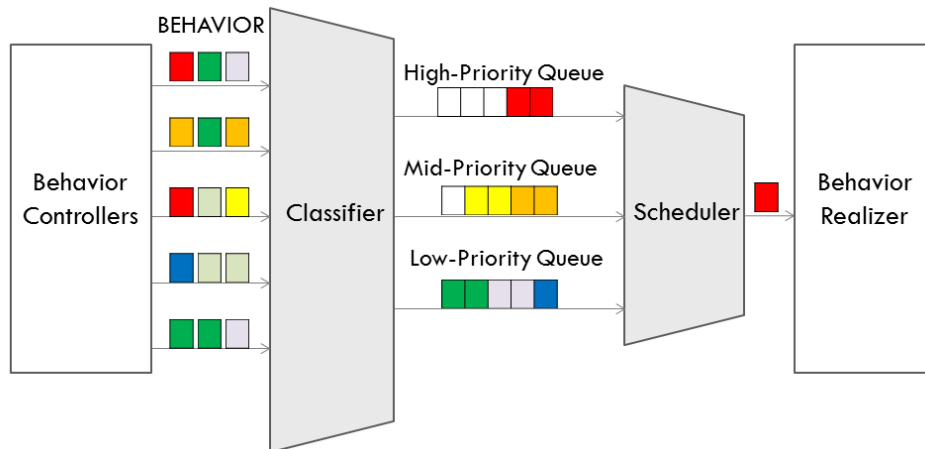 BEHAVIOR
High-Priority Queue
Mid-Priority Queue
Behavior
Controllers
Classifier
Scheduler
Behavior
Realizer
Low-Priority Queue